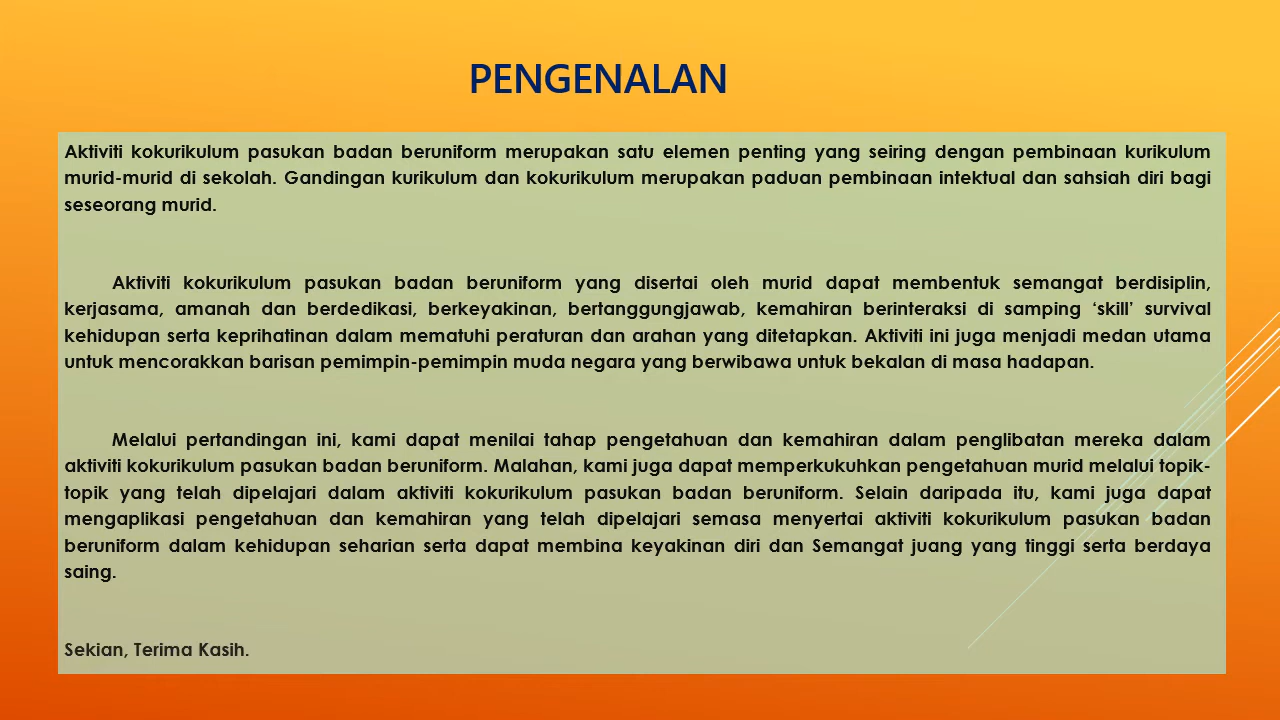 PENGENALAN
Aktiviti kokurikulum pasukan badan beruniform merupakan satu elemen penting yang seiring dengan pembinaan kurikulum
murid-murid di sekolah. Gandingan kurikulum dan kokurikulum merupakan paduan pembinaan intektual dan sahsiah diri bagi
seseorang murid.
Aktiviti kokurikulum pasukan badan beruniform yang disertai oleh murid dapat membentuk semangat berdisiplin,
kerjasama, amanah dan berdedikasi, berkeyakinan, bertanggungjawab, kemahiran berinteraksi di samping ‘skill’ survival
kehidupan serta keprihatinan dalam mematuhi peraturan dan arahan yang ditetapkan. Aktiviti ini juga menjadi medan utama
untuk mencorakkan barisan pemimpin-pemimpin muda negara yang berwibawa untuk bekalan di masa hadapan.
Melalui pertandingan ini, kami dapat menilai tahap pengetahuan dan kemahiran dalam penglibatan mereka dalam
aktiviti kokurikulum pasukan badan beruniform. Malahan, kami juga dapat memperkukuhkan pengetahuan murid melalui topik-
topik yang telah dipelajari dalam aktiviti kokurikulum pasukan badan beruniform. Selain daripada itu, kami juga dapat
mengaplikasi pengetahuan dan kemahiran yang telah dipelajari semasa menyertai aktiviti kokurikulum pasukan badan
beruniform dalam kehidupan seharian serta dapat membina keyakinan diri dan Semangat juang yang tinggi serta berdaya
saing.
Sekian, Terima Kasih.